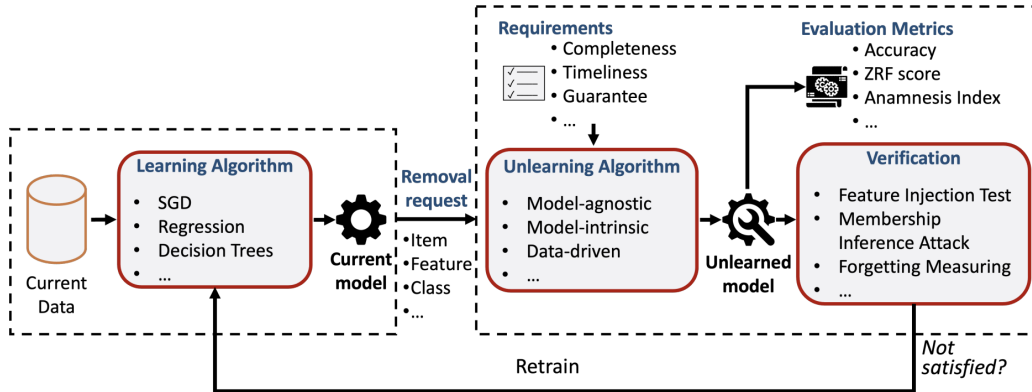 Requirements
• Completeness
• Timeliness
• Guarantee
• ...
Evaluation Metrics
• Accuracy
• ZRF score
• Anamnesis Index
• ...
Current
Data
Learning Algorithm
• SGD
• Regression
• Decision Trees
• ...
Current
model
Removal
request
•Item
•Feature
•Class
•...
Unlearning Algorithm
• Model-agnostic
• Model-intrinsic
• Data-driven
• ...
Unlearned
model
Verification
• Feature Injection Test
• Membership
Inference Attack
• Forgetting Measuring
• ...
Not
satisfied?
Retrain